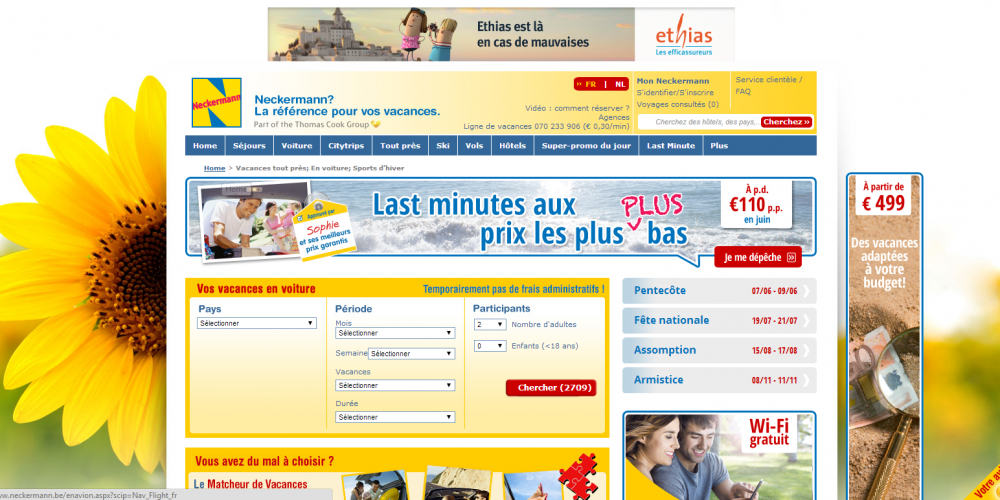 Ethias est là
en cas de mauvaises
ethias
Les efficassureurs
Neckermann
Neckermann?
La référence pour vos vacances.
Part of the Thomas Cook Group
» FR | NL
Vidéo : comment réserver ?
Agences
Ligne de vacances 070 233 906 (€ 0,30/min)
Mon Neckermann
S'identifier/S'inscrire
Voyages consultés (0)
Service clientèle /
FAQ
Cherchez des hôtels, des pays,
Cherchez »
Home Séjours Voiture Citytrips Tout près Ski Vols Hôtels Super-promo du jour Last Minute Plus
Home > Vacances tout près; En voiture; Sports d'hiver
Approuvé par
Sophie
et ses meilleurs
prix garantis
Last minutes aux
prix les plus PLUS bas
À p.d.
€110 p.p.
en juin
Je me dépêche »
À partir de
€ 499
Des vacances
adaptées
à votre
budget!
Vos vacances en voiture
Temporairement pas de frais administratifs !
Pays
Sélectionner
Période
Mois
Sélectionner
Semaine Sélectionner
Vacances
Sélectionner
Durée
Sélectionner
Participants
2 Nombre d'adultes
0 Enfants (<18 ans)
Chercher (2709)
Pentecôte 07/06 - 09/06
Fête nationale 19/07 - 21/07
Assomption 15/08 - 17/08
Armistice 08/11 - 11/11
Wi-Fi
gratuit
Vous avez du mal à choisir ?
Le Matcheur de Vacances
www.neckermann.be/enavion.aspx?scip=Nav_Flight_fr
Votre